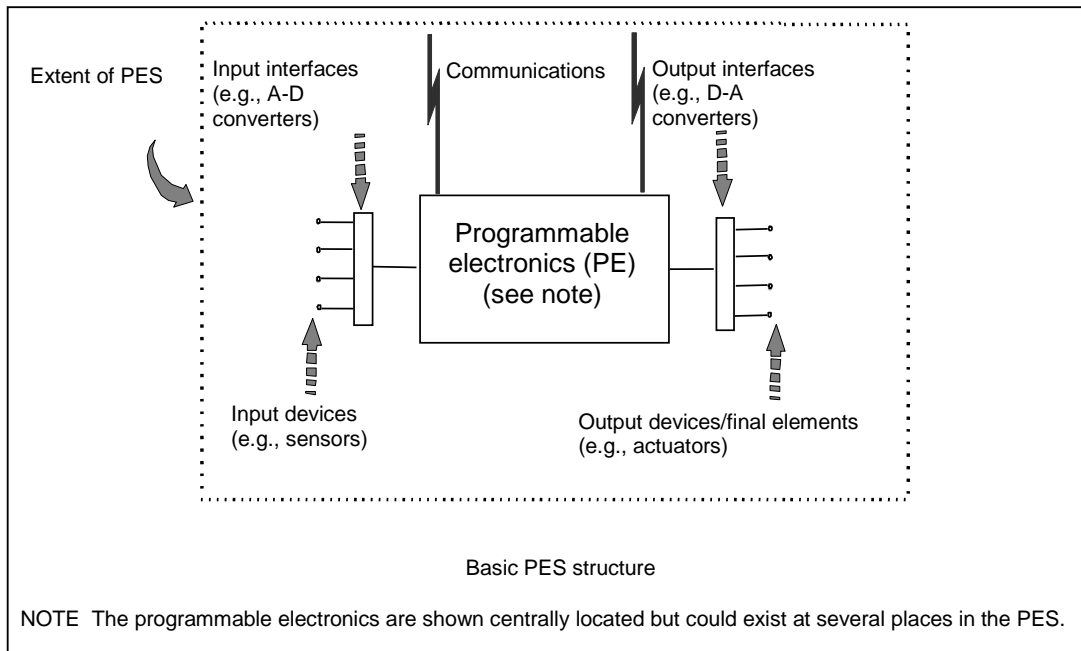 Extent of PES
Input interfaces
(e.g., A-D
converters)
Communications
Output interfaces
(e.g., D-A
converters)
Programmable
electronics (PE)
(see note)
Input devices
(e.g., sensors)
Output devices/final elements
(e.g., actuators)
Basic PES structure
NOTE The programmable electronics are shown centrally located but could exist at several places in the PES.